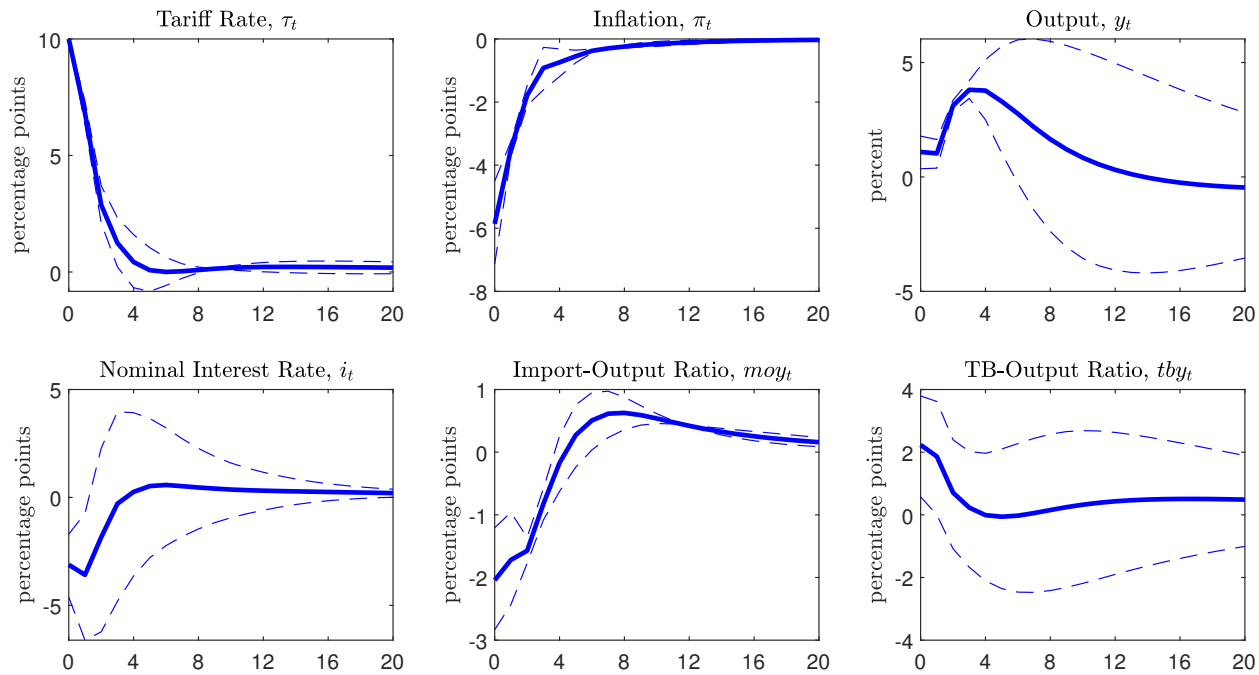 Tariff Rate, τt
Inflation, πt
Output, yt
percentage points
10
5
0
0 4 8 12 16 20
percentage points
0
-2
-4
-6
-8
0 4 8 12 16 20
percent
5
0
-5
0 4 8 12 16 20
Nominal Interest Rate, it
Import-Output Ratio, moyt
TB-Output Ratio, tbyt
percentage points
5
0
-5
0 4 8 12 16 20
percentage points
1
0
-1
-2
-3
0 4 8 12 16 20
percentage points
4
2
0
-2
-4
0 4 8 12 16 20